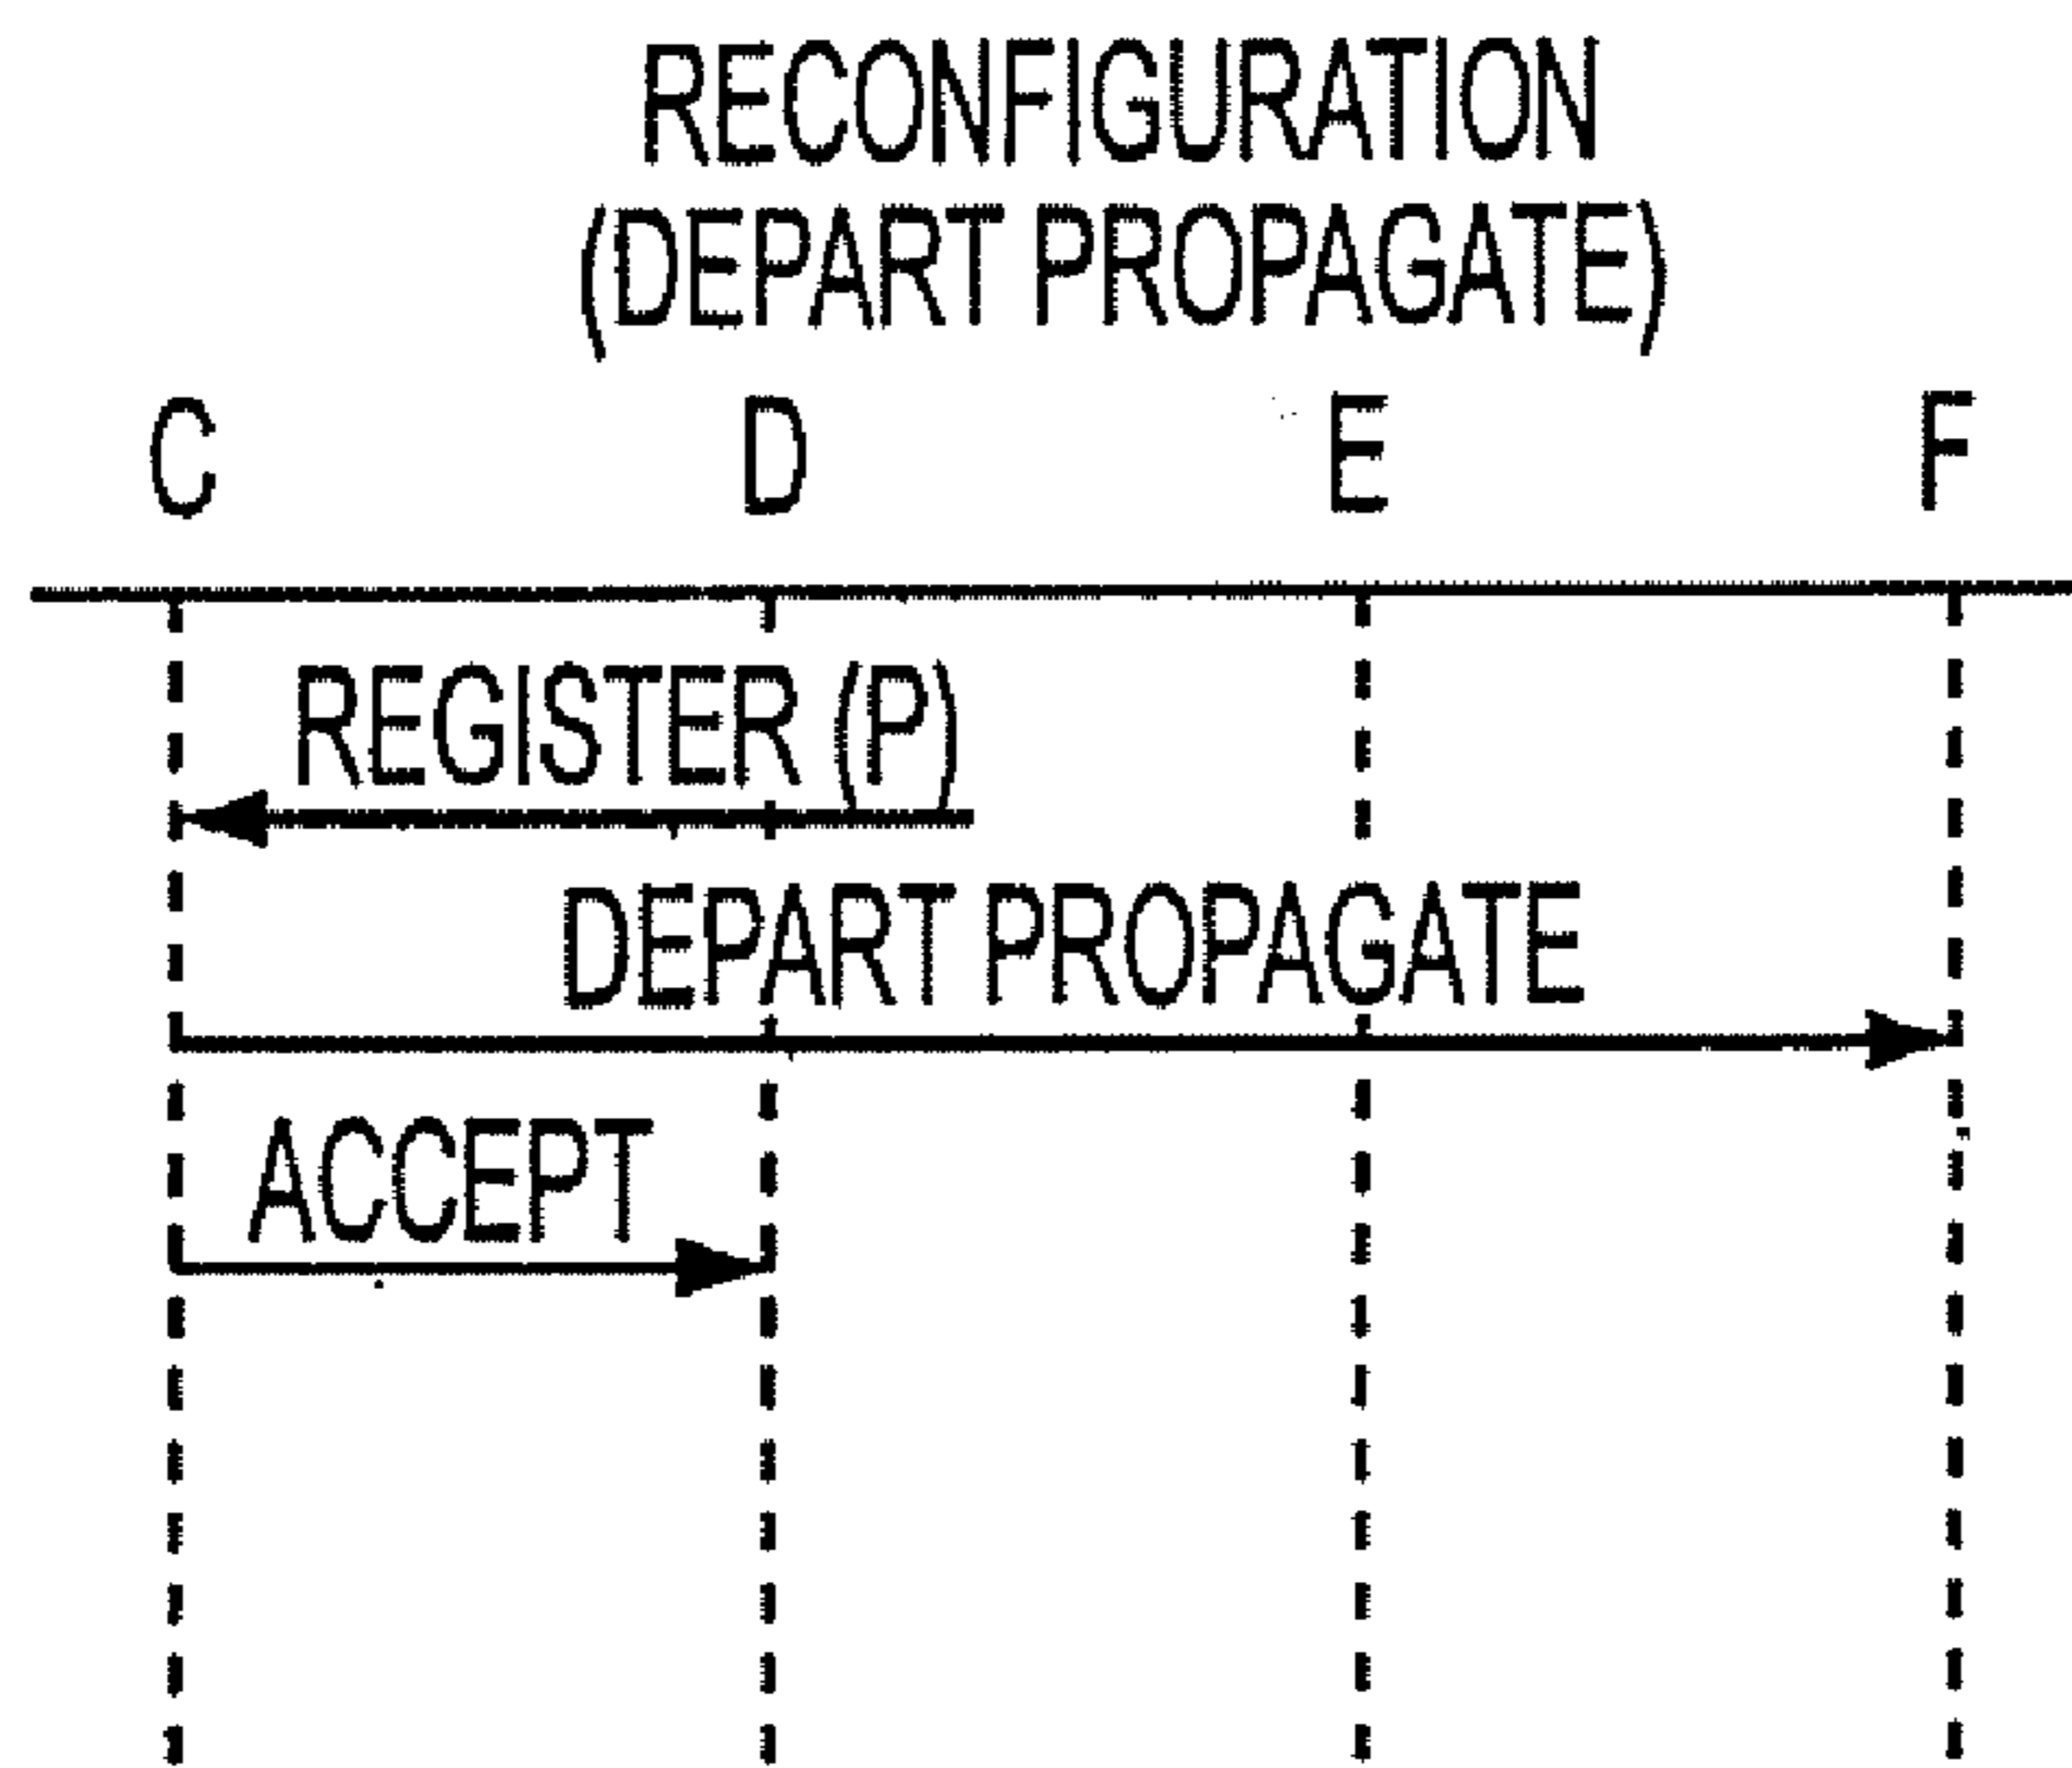 RECONFIGURATION
(DEPART PROPAGATE)
C D E F
REGISTER (P)
DEPART PROPAGATE
ACCEPT